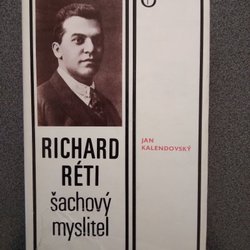 JAN
KALENDOVSKÝ
RICHARD
RÉTI
šachový
myslitel